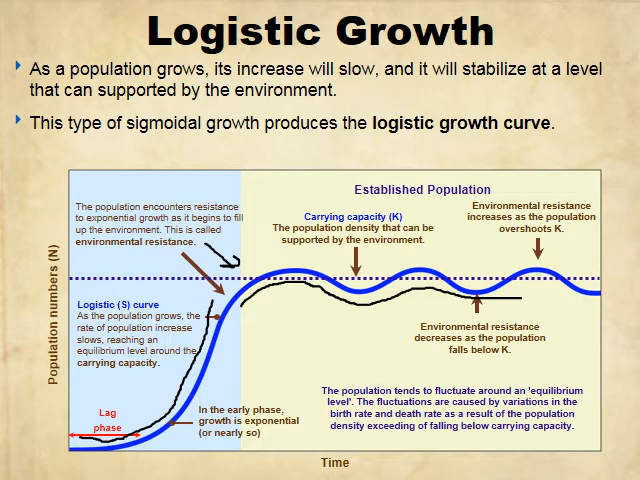 Logistic Growth
As a population grows, its increase will slow, and it will stabilize at a level
that can supported by the environment.
This type of sigmoidal growth produces the logistic growth curve.
Established Population
The population encounters resistance
to exponential growth as it begins to fill
up the environment. This is called
environmental resistance.
Carrying capacity (K)
The population density that can be
supported by the environment.
Environmental resistance
increases as the population
overshoots K.
Population numbers (N)
Logistic (S) curve
As the population grows, the
rate of population increase
slows, reaching an
equilibrium level around the
carrying capacity.
Environmental resistance
decreases as the population
falls below K.
Lag
phase
In the early phase,
growth is exponential
(or nearly so)
The population tends to fluctuate around an 'equilibrium
level'. The fluctuations are caused by variations in the
birth rate and death rate as a result of the population
density exceeding of falling below carrying capacity.
Time